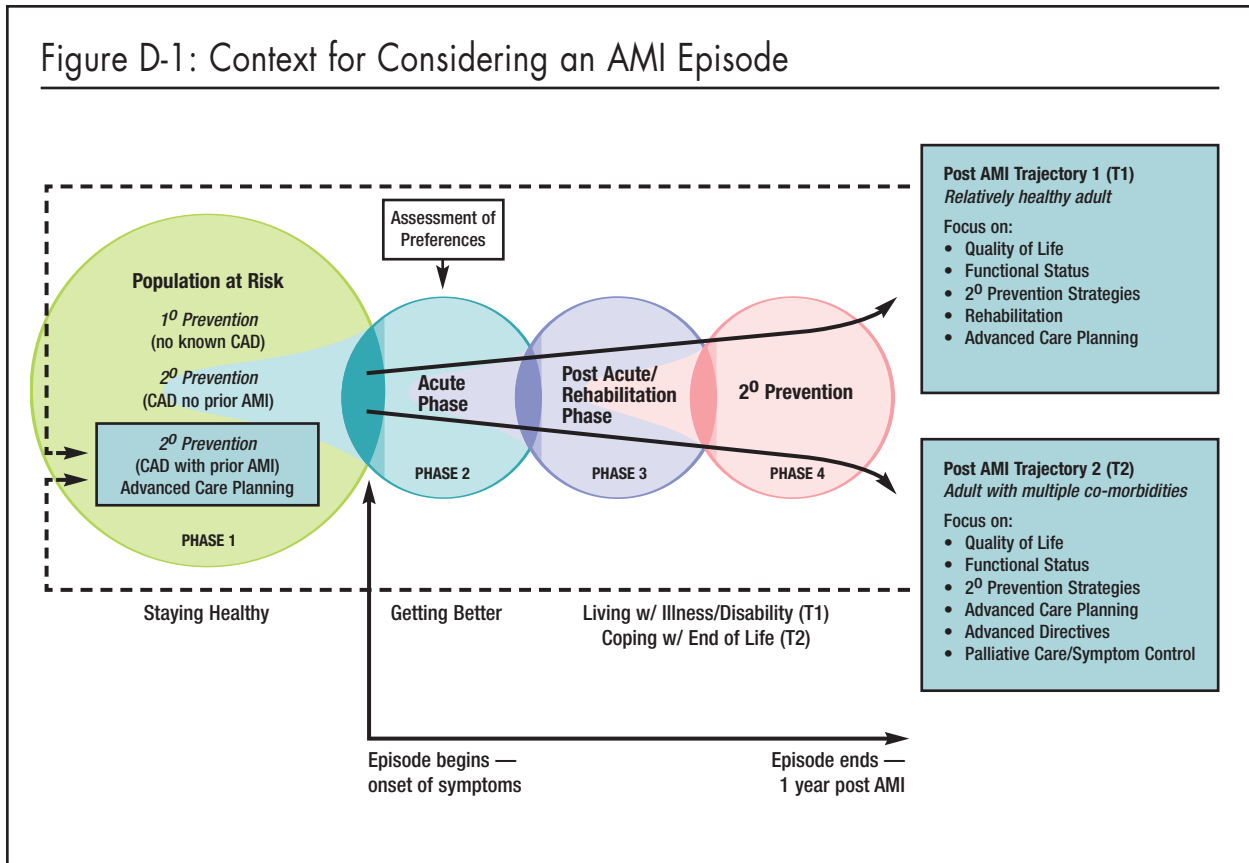 Figure D-1: Context for Considering an AMI Episode
Assessment of
Preferences
Population at Risk
1º Prevention
(no known CAD)
2º Prevention
(CAD no prior AMI)
2º Prevention
(CAD with prior AMI)
Advanced Care Planning
PHASE 1
Acute
Phase
PHASE 2
Post Acute/
Rehabilitation
Phase
PHASE 3
2º Prevention
PHASE 4
Post AMI Trajectory 1 (T1)
Relatively healthy adult
Focus on:
• Quality of Life
• Functional Status
• 2º Prevention Strategies
• Rehabilitation
• Advanced Care Planning
Post AMI Trajectory 2 (T2)
Adult with multiple co-morbidities
Focus on:
• Quality of Life
• Functional Status
• 2º Prevention Strategies
• Advanced Care Planning
• Advanced Directives
• Palliative Care/Symptom Control
Staying Healthy
Getting Better
Living w/ Illness/Disability (T1)
Coping w/ End of Life (T2)
Episode begins —
onset of symptoms
Episode ends —
1 year post AMI